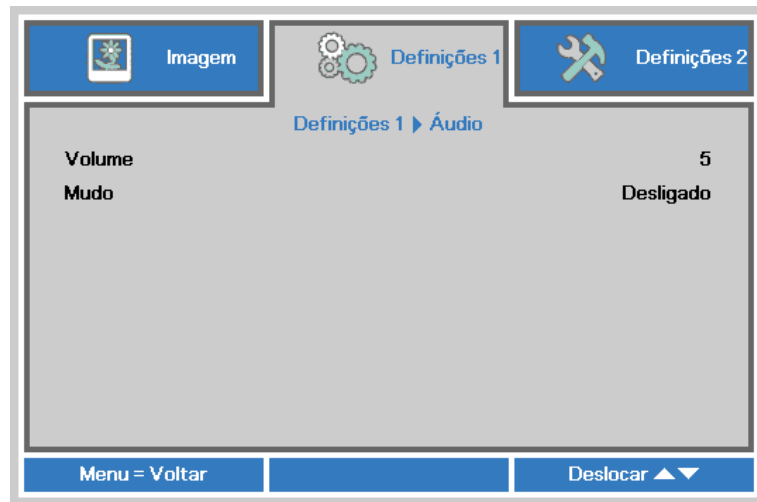 Imagem
Definições 1
Definições 2
Definições 1 ▶ Áudio
Volume 5
Mudo Desligado
Menu = Voltar
Deslocar ▲▼